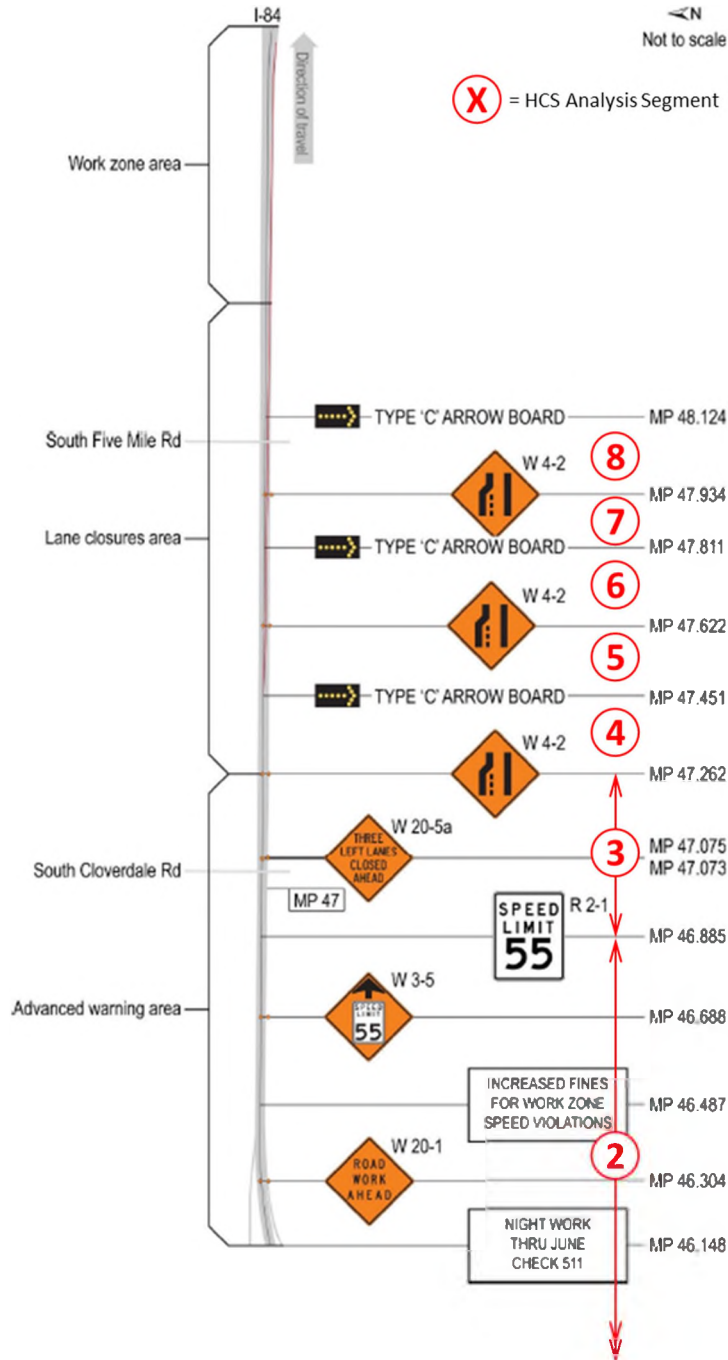 I-84
N
Not to scale
Direction of travel
X = HCS Analysis Segment
Work zone area
TYPE 'C' ARROW BOARD
MP 48.124
South Five Mile Rd
8
W 4-2
MP 47.934
7
Lane closures area
TYPE 'C' ARROW BOARD
MP 47.811
6
W 4-2
MP 47.622
5
TYPE 'C' ARROW BOARD
MP 47.451
4
W 4-2
MP 47.262
W 20-5a
THREE
LEFT LANES
CLOSED
AHEAD
3
MP 47.075
MP 47.073
South Cloverdale Rd
MP 47
SPEED
LIMIT
55
R 2-1
MP 46.885
W 3-5
SPEED
LIMIT
55
Advanced warning area
MP 46.688
INCREASED FINES
FOR WORK ZONE
SPEED VIOLATIONS
MP 46.487
2
W 20-1
ROAD
WORK
AHEAD
MP 46.304
NIGHT WORK
THRU JUNE
CHECK 511
MP 46.148